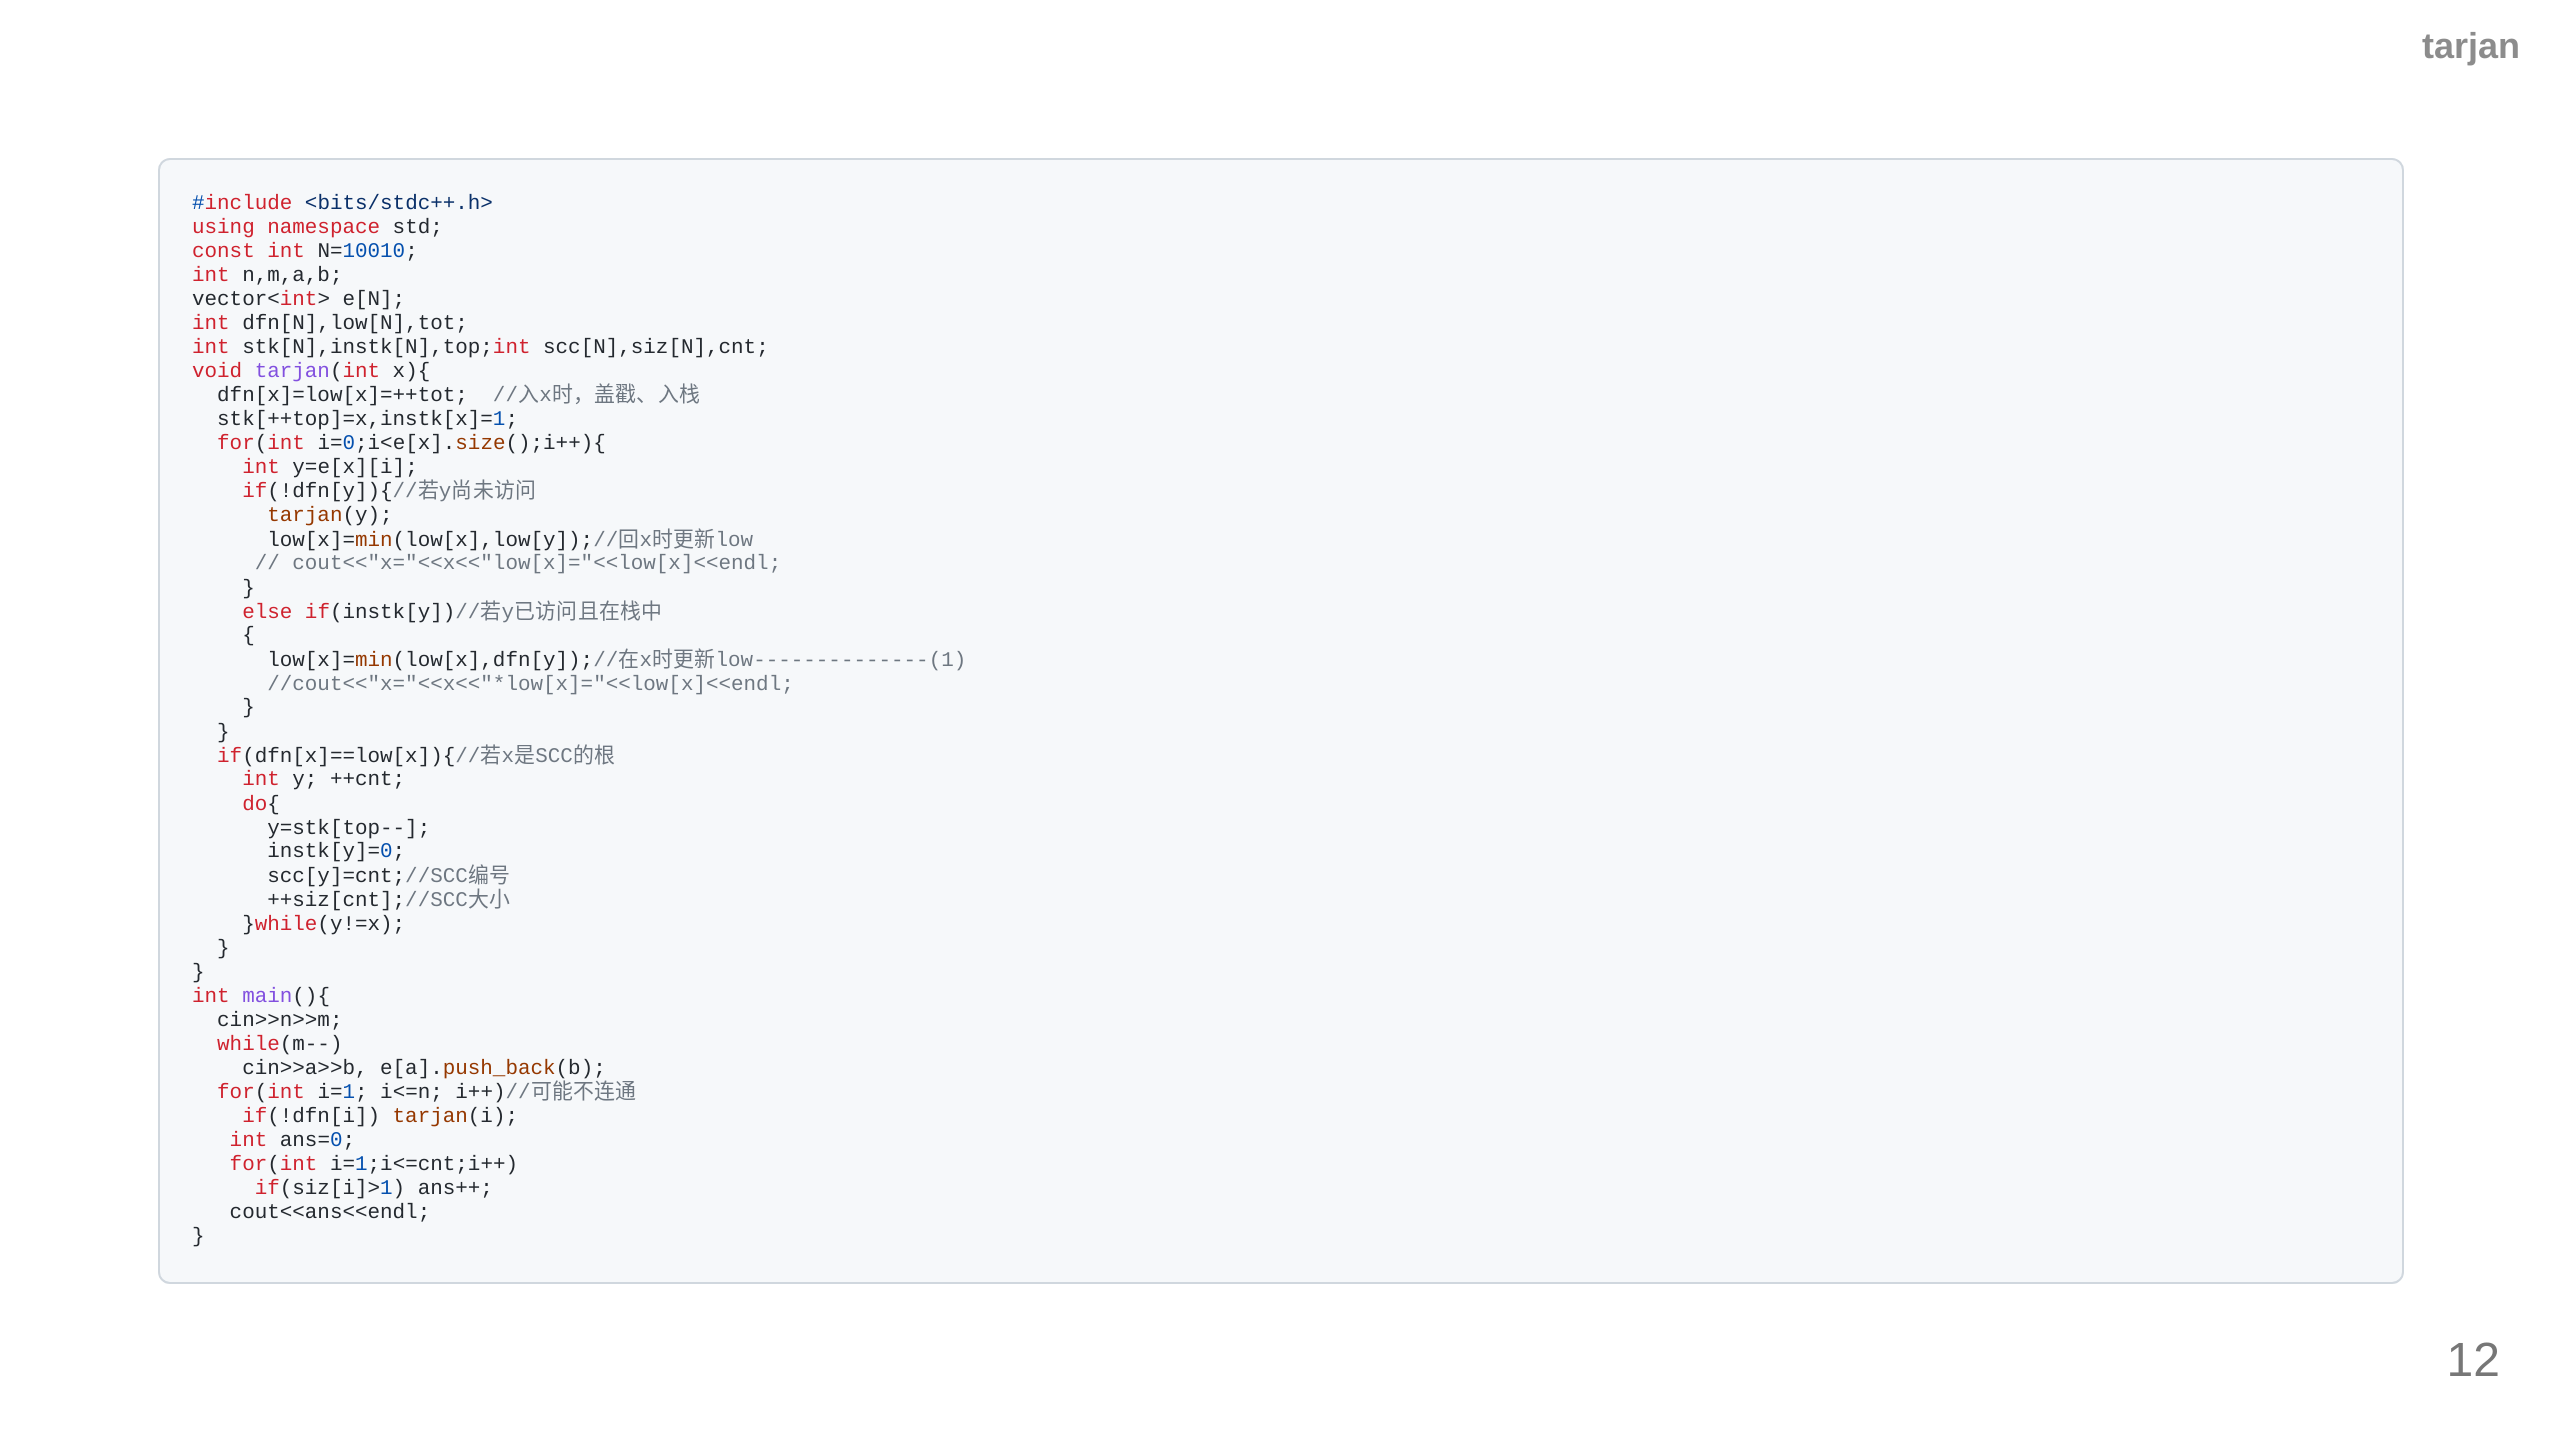 tarjan
#include <bits/stdc++.h>
using namespace std;
const int N=10010;
int n,m,a,b;
vector<int> e[N];
int dfn[N],low[N],tot;
int stk[N],instk[N],top;int scc[N],siz[N],cnt;
void tarjan(int x){
  dfn[x]=low[x]=++tot;  //入x时，盖戳、入栈
  stk[++top]=x,instk[x]=1;
  for(int i=0;i<e[x].size();i++){
    int y=e[x][i];
    if(!dfn[y]){//若y尚未访问
      tarjan(y);
      low[x]=min(low[x],low[y]);//回x时更新low
     // cout<<"x="<<x<<"low[x]="<<low[x]<<endl;
    }
    else if(instk[y])//若y已访问且在栈中
    {
      low[x]=min(low[x],dfn[y]);//在x时更新low--------------(1)
      //cout<<"x="<<x<<"*low[x]="<<low[x]<<endl;
    }
  }
  if(dfn[x]==low[x]){//若x是SCC的根
    int y; ++cnt;
    do{
      y=stk[top--];
      instk[y]=0;
      scc[y]=cnt;//SCC编号
      ++siz[cnt];//SCC大小
    }while(y!=x);
  }
}
int main(){
  cin>>n>>m;
  while(m--)
    cin>>a>>b, e[a].push_back(b);
  for(int i=1; i<=n; i++)//可能不连通
    if(!dfn[i]) tarjan(i);
   int ans=0;
   for(int i=1;i<=cnt;i++)
     if(siz[i]>1) ans++;
   cout<<ans<<endl;
}
12